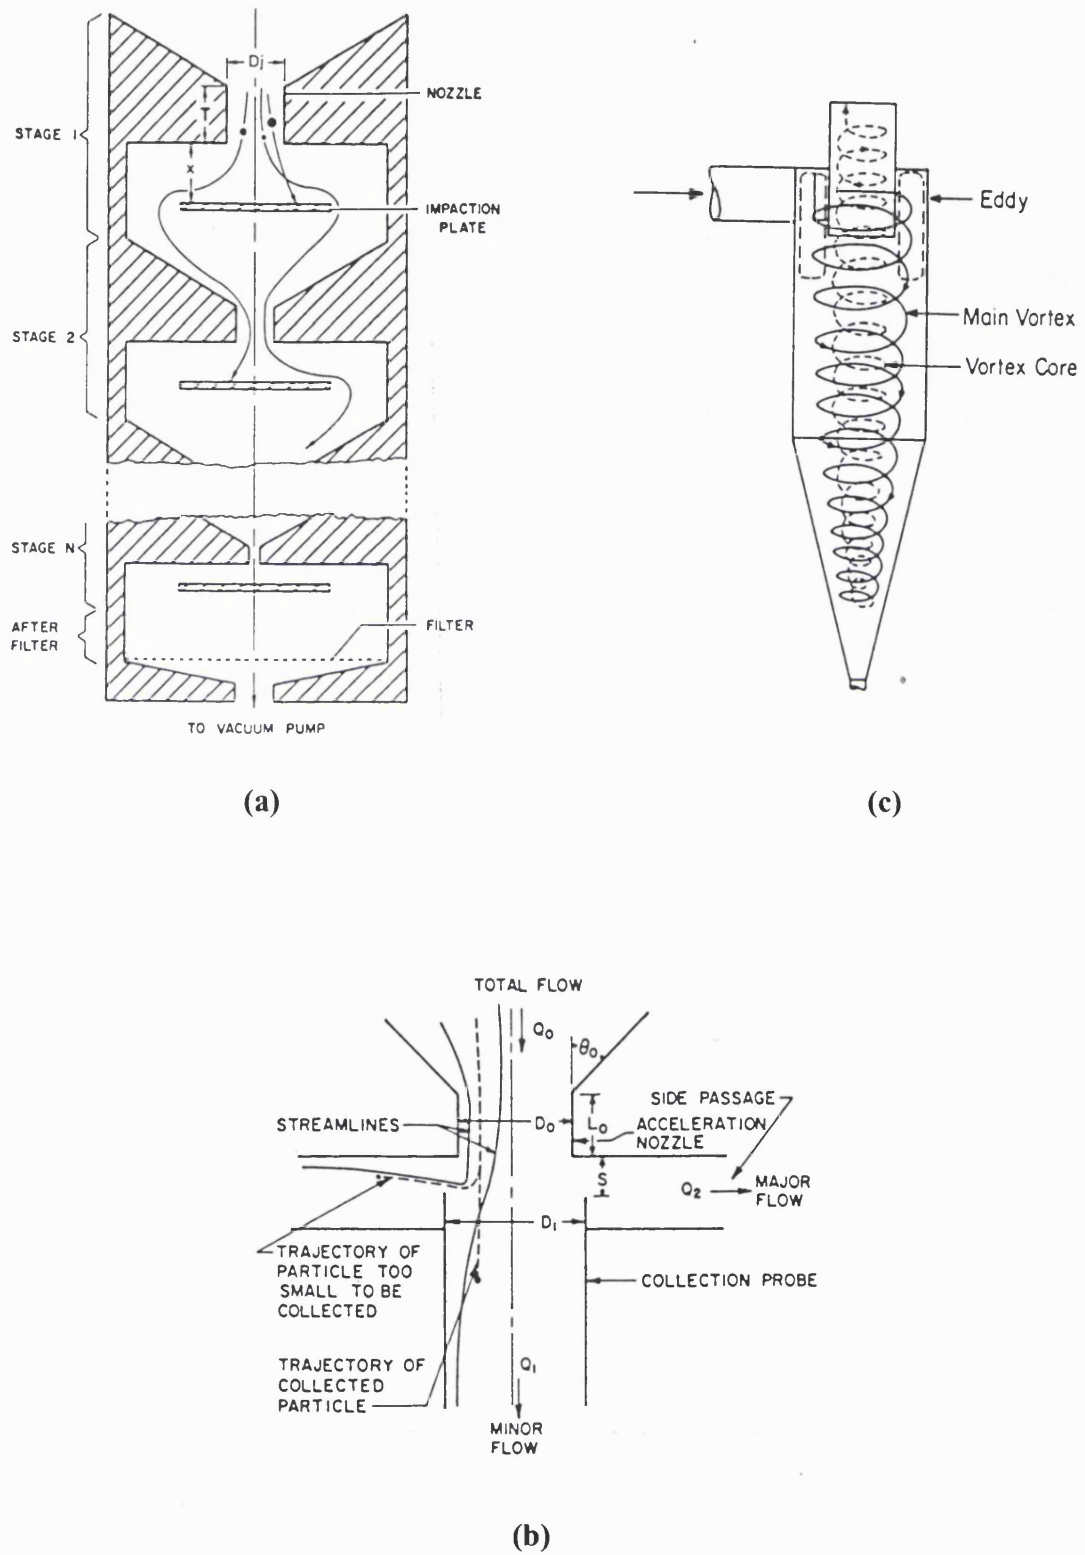 Dj
NOZZLE
T
STAGE 1
x
IMPACTION
PLATE
STAGE 2
STAGE N
AFTER
FILTER
FILTER
TO VACUUM PUMP
(a)
Eddy
Main Vortex
Vortex Core
(c)
TOTAL FLOW
Q0
θ0
SIDE PASSAGE
STREAMLINES
D0
L0
ACCELERATION
NOZZLE
S
Q2
MAJOR
FLOW
D1
TRAJECTORY OF
PARTICLE TOO
SMALL TO BE
COLLECTED
COLLECTION PROBE
TRAJECTORY OF
COLLECTED
PARTICLE
Q1
MINOR
FLOW
(b)